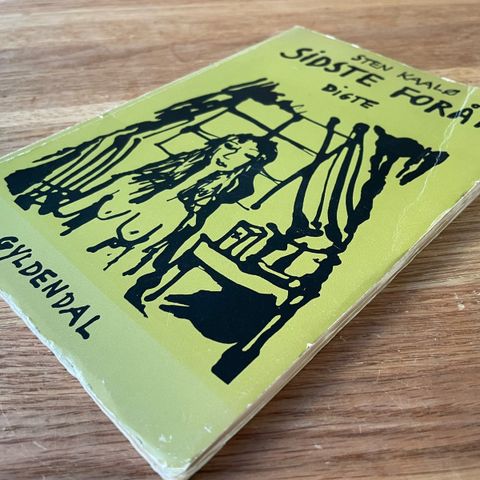 STEN KAALØ
SIDSTE FORÅ
DIGTE
GYLDENDAL